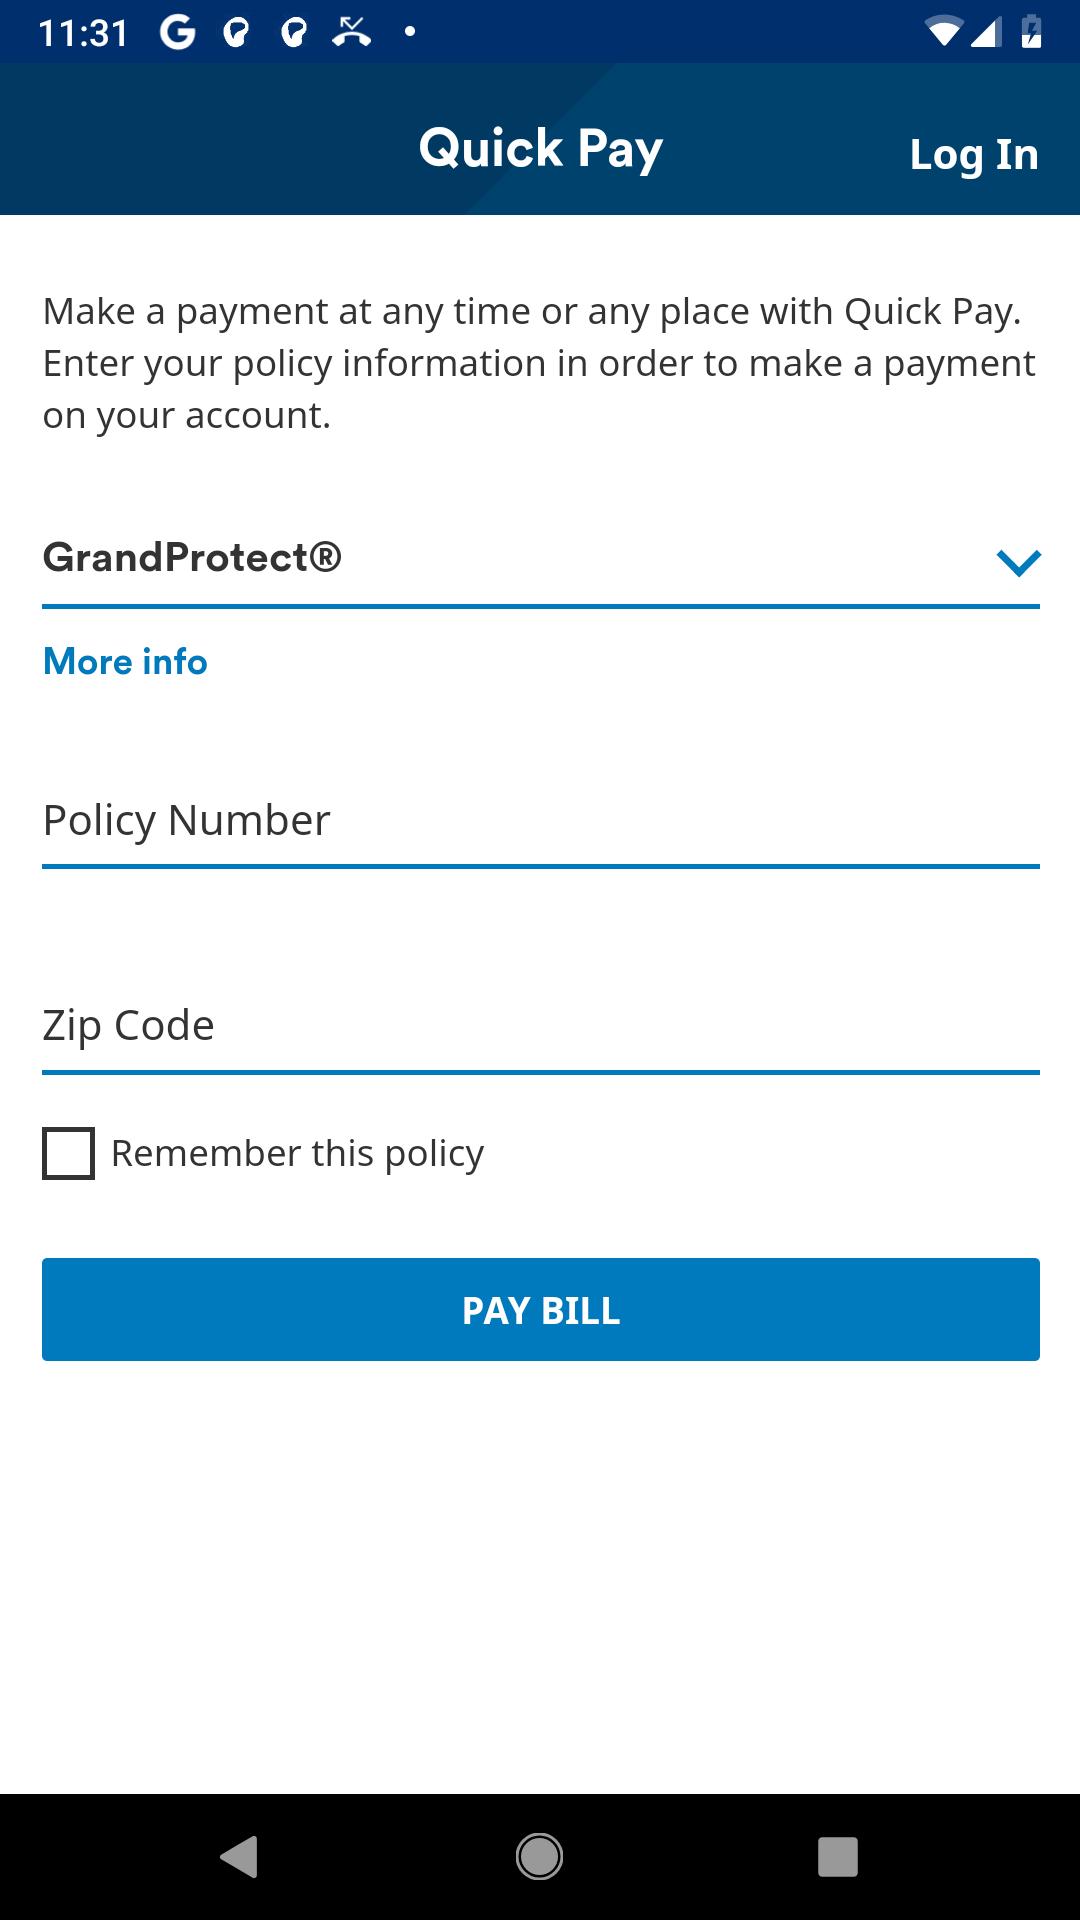 11:31
Quick Pay
Log In
Make a payment at any time or any place with Quick Pay.
Enter your policy information in order to make a payment
on your account.
GrandProtect®
More info
Policy Number
Zip Code
Remember this policy
PAY BILL